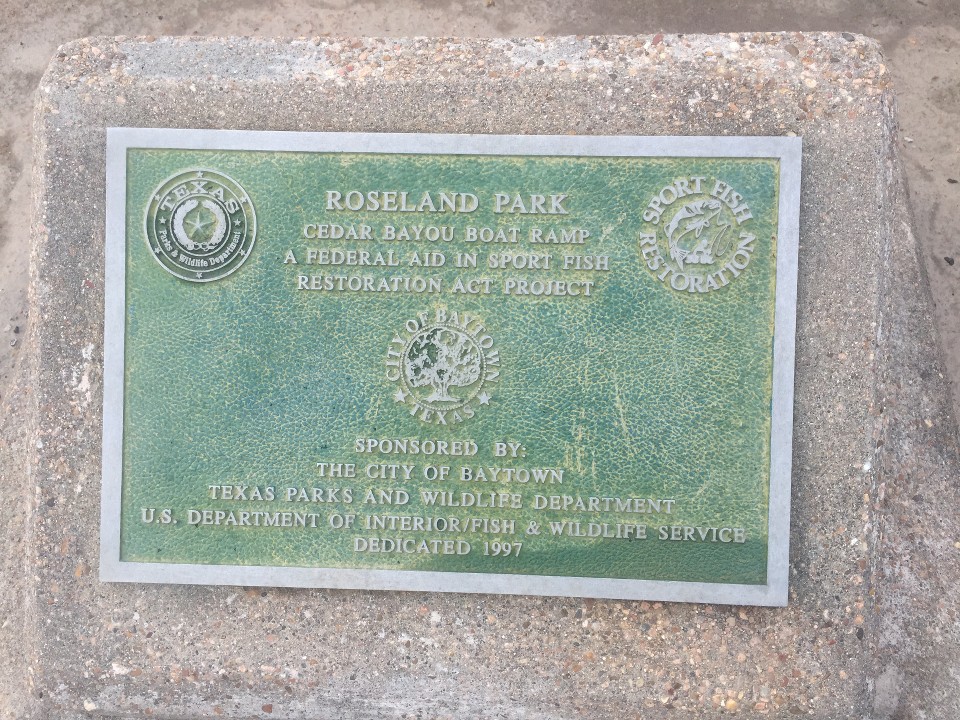 TEXAS
Parks & Wildlife Department
ROSELAND PARK
CEDAR BAYOU BOAT RAMP
A FEDERAL AID IN SPORT FISH
RESTORATION ACT PROJECT
SPORT FISH
RESTORATION
CITY OF BAYTOWN
TEXAS
SPONSORED BY:
THE CITY OF BAYTOWN
TEXAS PARKS AND WILDLIFE DEPARTMENT
U.S. DEPARTMENT OF INTERIOR/FISH & WILDLIFE SERVICE
DEDICATED 1997